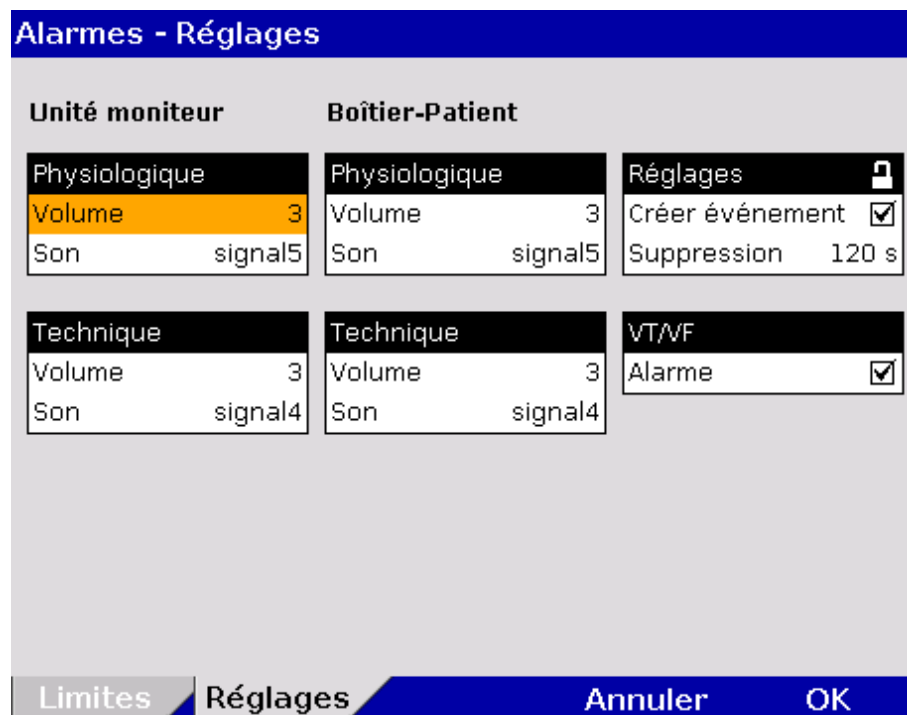 Alarmes - Réglages
Unité moniteur Boîtier-Patient
Physiologique
Volume 3
Son signal5
Physiologique
Volume 3
Son signal5
Réglages
Créer événement
Suppression 120 s
Technique
Volume 3
Son signal4
Technique
Volume 3
Son signal4
VT/VF
Alarme
Limites Réglages Annuler OK